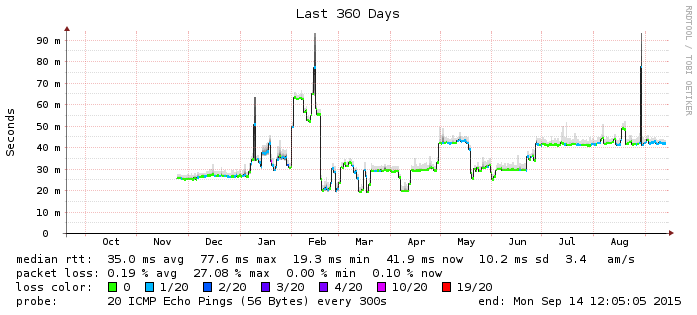 Last 360 Days
RRDTOOL / TOBI OETIKER
Seconds
90 m
80 m
70 m
60 m
50 m
40 m
30 m
20 m
10 m
0
Oct Nov Dec Jan Feb Mar Apr May Jun Jul Aug
median rtt: 35.0 ms avg 77.6 ms max 19.3 ms min 41.9 ms now 10.2 ms sd 3.4 am/s
packet loss: 0.19 % avg 27.08 % max 0.00 % min 0.10 % now
loss color: 0 1/20 2/20 3/20 4/20 10/20 19/20
probe: 20 ICMP Echo Pings (56 Bytes) every 300s end: Mon Sep 14 12:05:05 2015